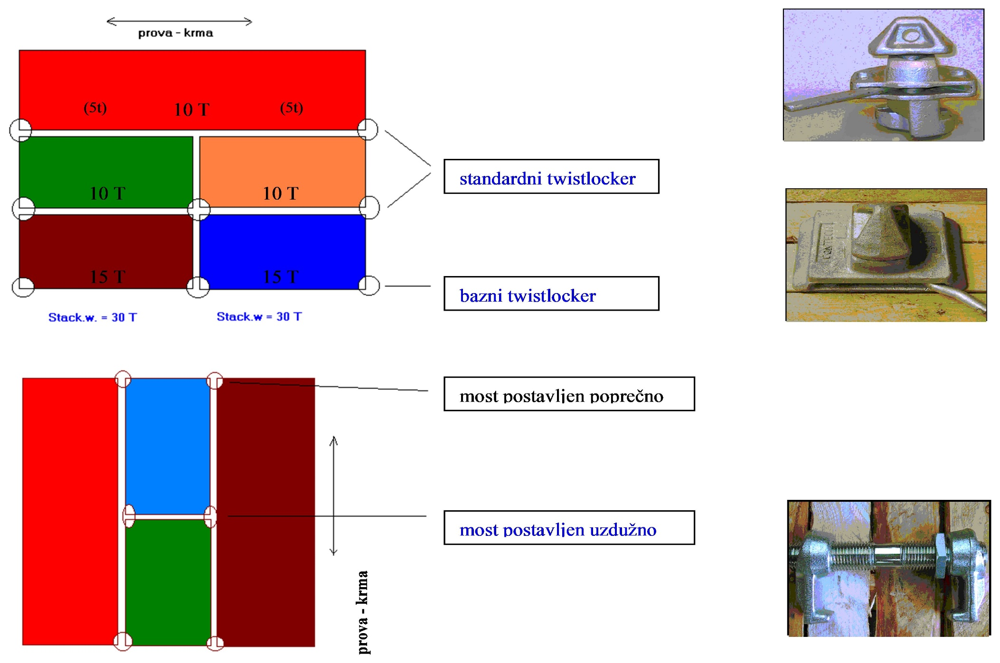 prova - krma
(5t) 10 T (5t)
10 T 10 T
standardni twistlocker
15 T 15 T
bazni twistlocker
Stack.w. = 30 T Stack.w = 30 T
most postavljen poprečno
most postavljen uzdužno
prova - krma